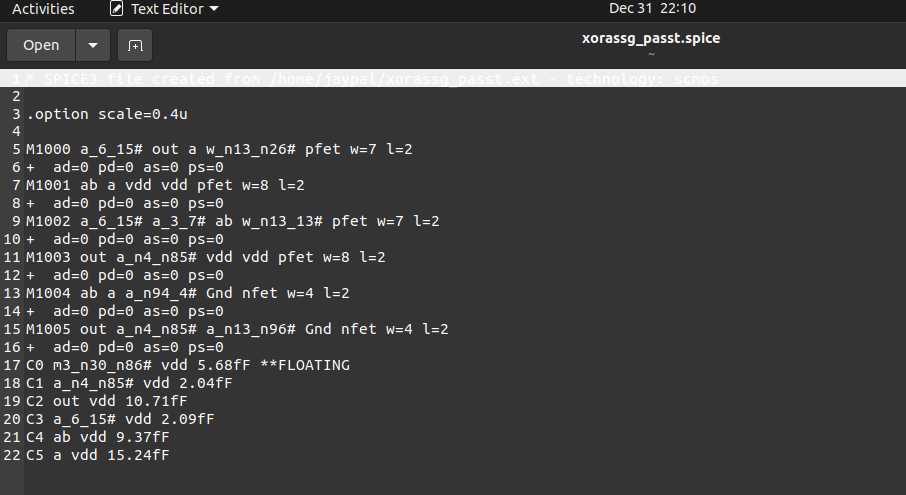 Activities Text Editor Dec 31 22:10
Open xorassg_passt.spice
~
1 * SPICE3 file created from /home/jaypal/xorassg_passt.ext - technology: scmos
2
3 .option scale=0.4u
4
5 M1000 a_6_15# out a w_n13_n26# pfet w=7 l=2
6 +  ad=0 pd=0 as=0 ps=0
7 M1001 ab a vdd vdd pfet w=8 l=2
8 +  ad=0 pd=0 as=0 ps=0
9 M1002 a_6_15# a_3_7# ab w_n13_13# pfet w=7 l=2
10 +  ad=0 pd=0 as=0 ps=0
11 M1003 out a_n4_n85# vdd vdd pfet w=8 l=2
12 +  ad=0 pd=0 as=0 ps=0
13 M1004 ab a a_n94_4# Gnd nfet w=4 l=2
14 +  ad=0 pd=0 as=0 ps=0
15 M1005 out a_n4_n85# a_n13_n96# Gnd nfet w=4 l=2
16 +  ad=0 pd=0 as=0 ps=0
17 C0 m3_n30_n86# vdd 5.68fF **FLOATING
18 C1 a_n4_n85# vdd 2.04fF
19 C2 out vdd 10.71fF
20 C3 a_6_15# vdd 2.09fF
21 C4 ab vdd 9.37fF
22 C5 a vdd 15.24fF